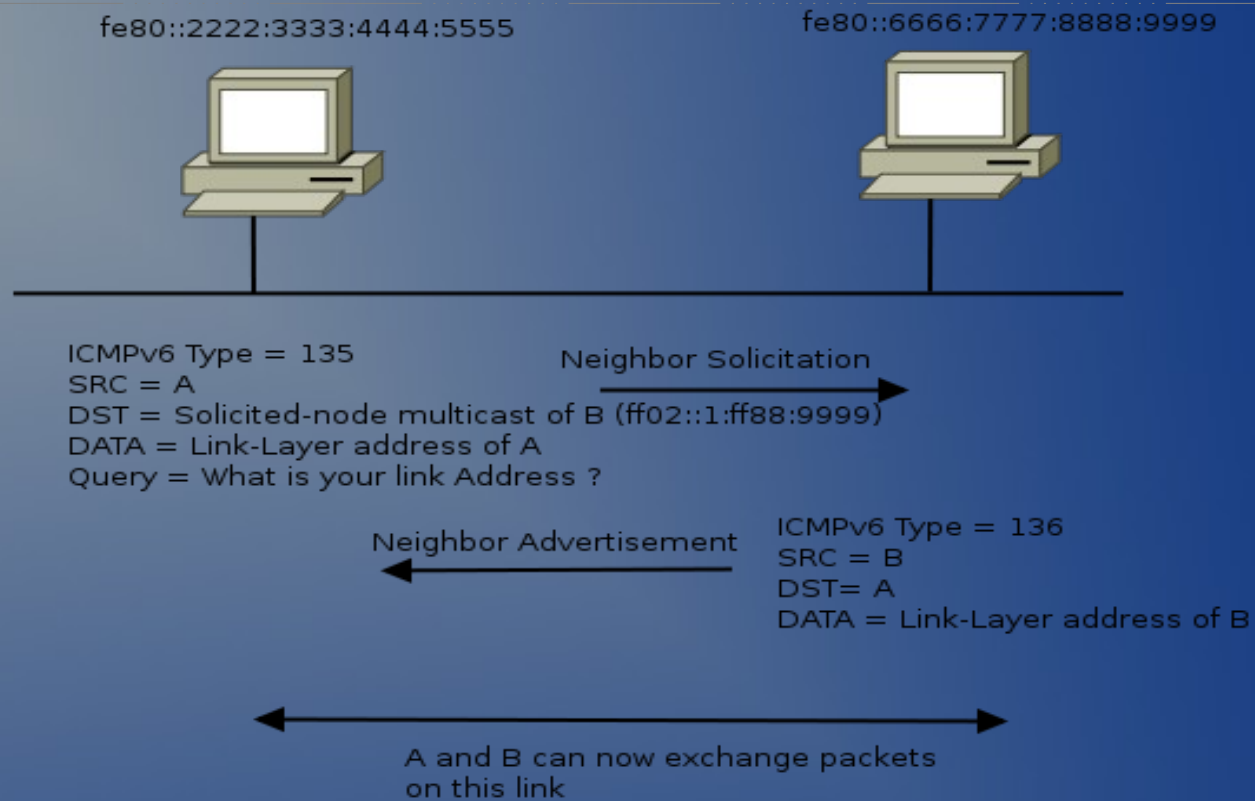 fe80::2222:3333:4444:5555
fe80::6666:7777:8888:9999
ICMPv6 Type = 135
SRC = A
DST = Solicited-node multicast of B (ff02::1:ff88:9999)
DATA = Link-Layer address of A
Query = What is your link Address ?
Neighbor Solicitation
Neighbor Advertisement
ICMPv6 Type = 136
SRC = B
DST= A
DATA = Link-Layer address of B
A and B can now exchange packets
on this link